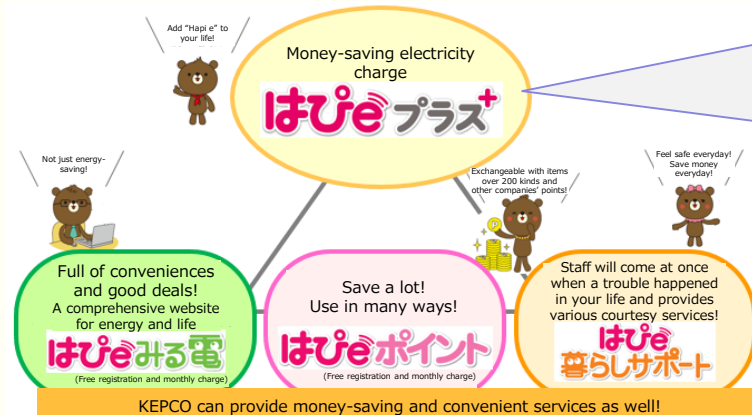 Add “Hapi e” to
your life!
Money-saving electricity
charge
はぴeプラス+
Not just energy-
saving!
Exchangeable with items
over 200 kinds and
other companies’ points!
Feel safe everyday!
Save money
everyday!
Full of conveniences
and good deals!
A comprehensive website
for energy and life
はぴeみる電
(Free registration and monthly charge)
Save a lot!
Use in many ways!
はぴeポイント
(Free registration and monthly charge)
Staff will come at once
when a trouble happened
in your life and provides
various courtesy services!
はぴe
暮らしサポート
KEPCO can provide money-saving and convenient services as well!